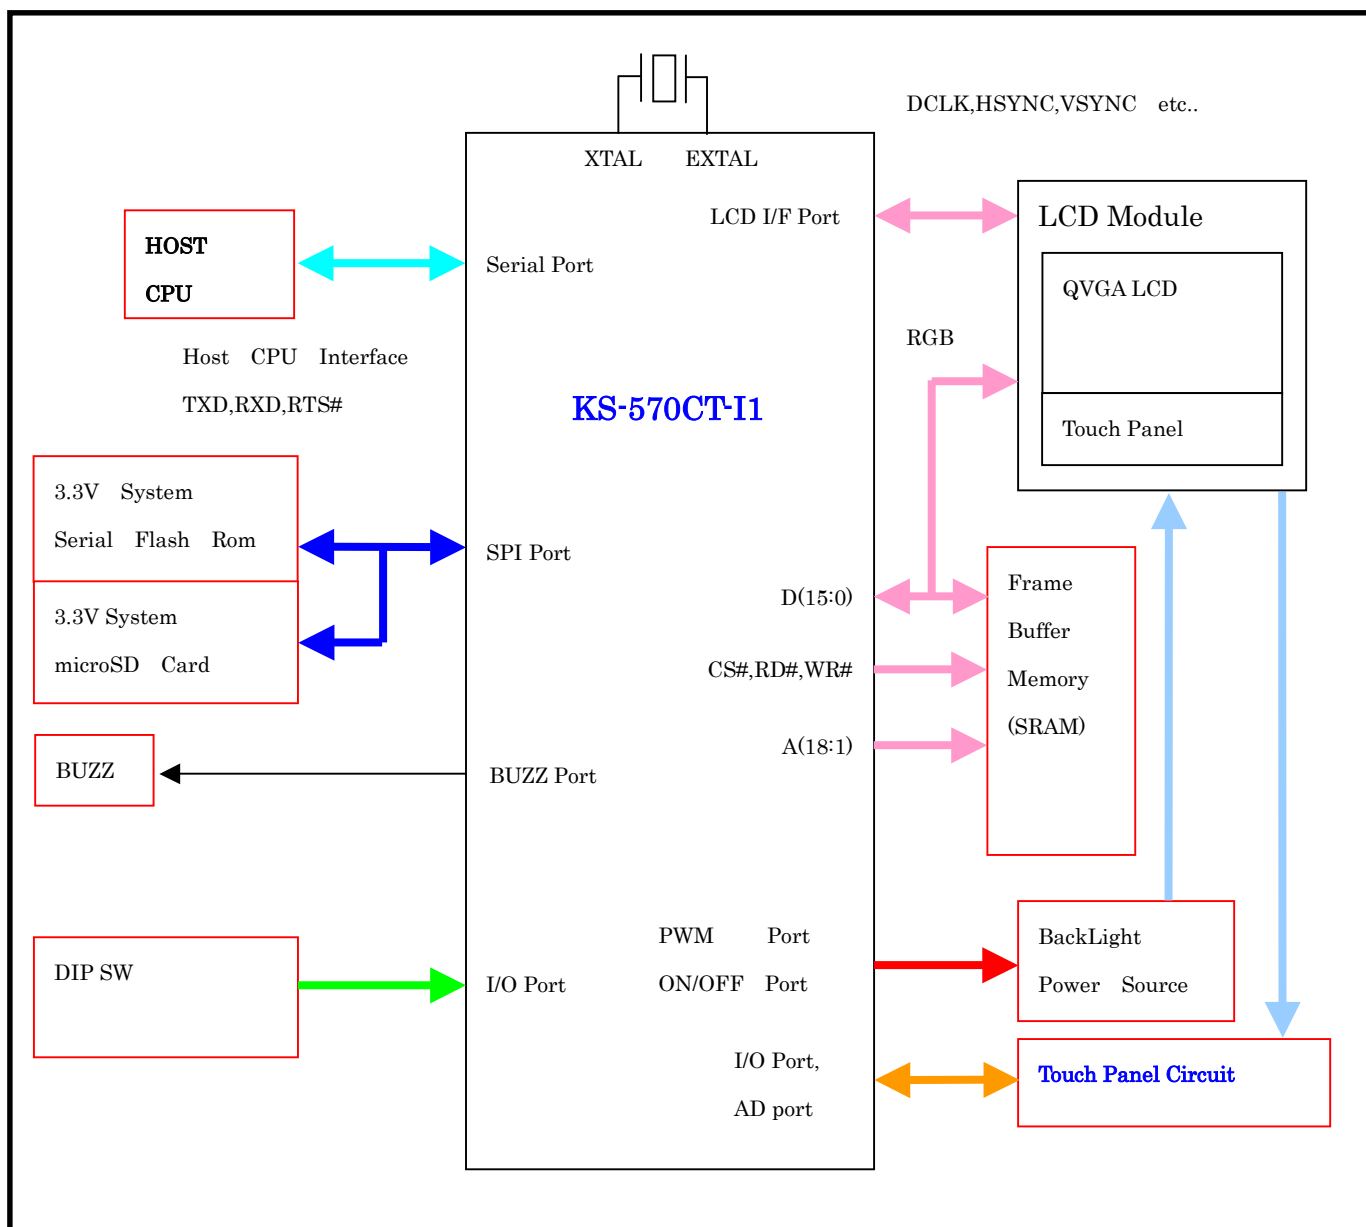 DCLK,HSYNC,VSYNC etc..
XTAL EXTAL
LCD I/F Port
LCD Module
HOST
CPU
Serial Port
QVGA LCD
Host CPU Interface
TXD,RXD,RTS#
RGB
KS-570CT-I1
Touch Panel
3.3V System
Serial Flash Rom
SPI Port
3.3V System
microSD Card
D(15:0)
CS#,RD#,WR#
A(18:1)
Frame
Buffer
Memory
(SRAM)
BUZZ
BUZZ Port
DIP SW
I/O Port
PWM Port
ON/OFF Port
BackLight
Power Source
I/O Port,
AD port
Touch Panel Circuit